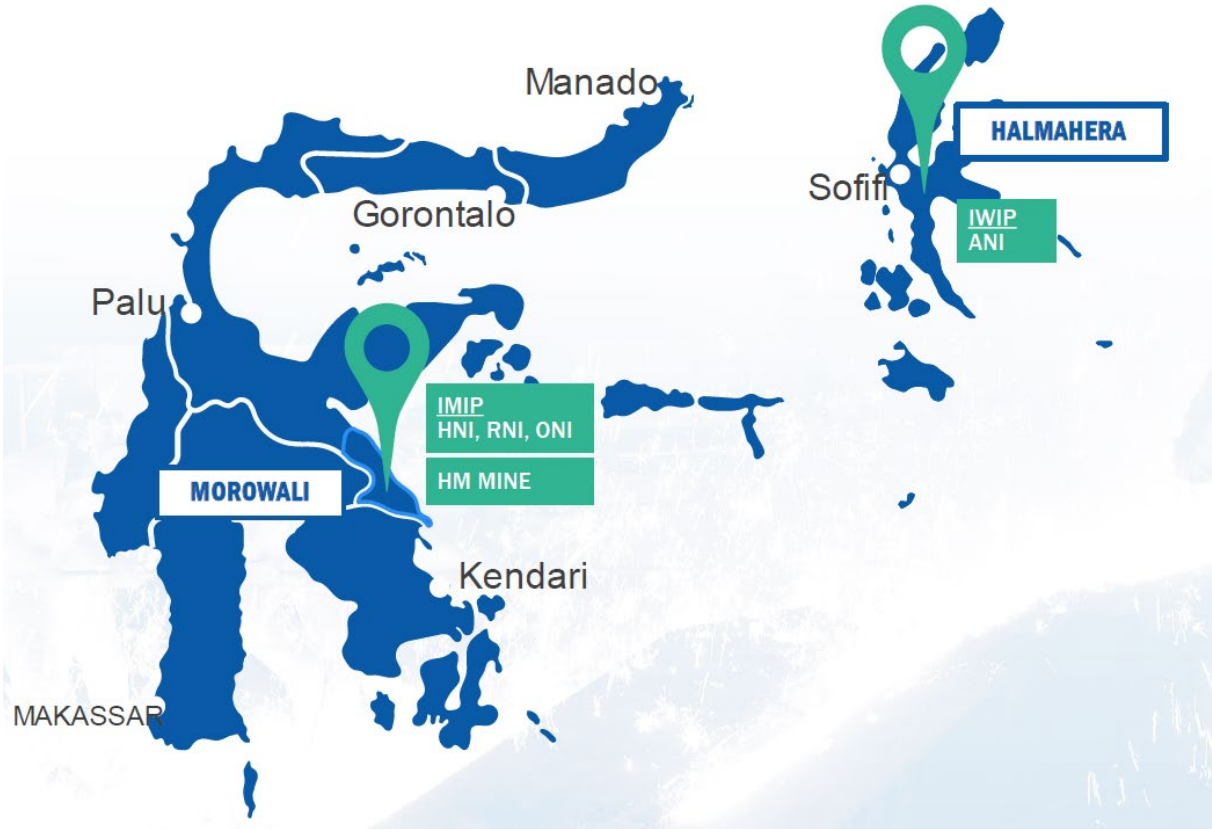 Manado
HALMAHERA
Sofifi
Gorontalo
IWIP
ANI
Palu
IMIP
HNI, RNI, ONI
HM MINE
MOROWALI
Kendari
MAKASSAR